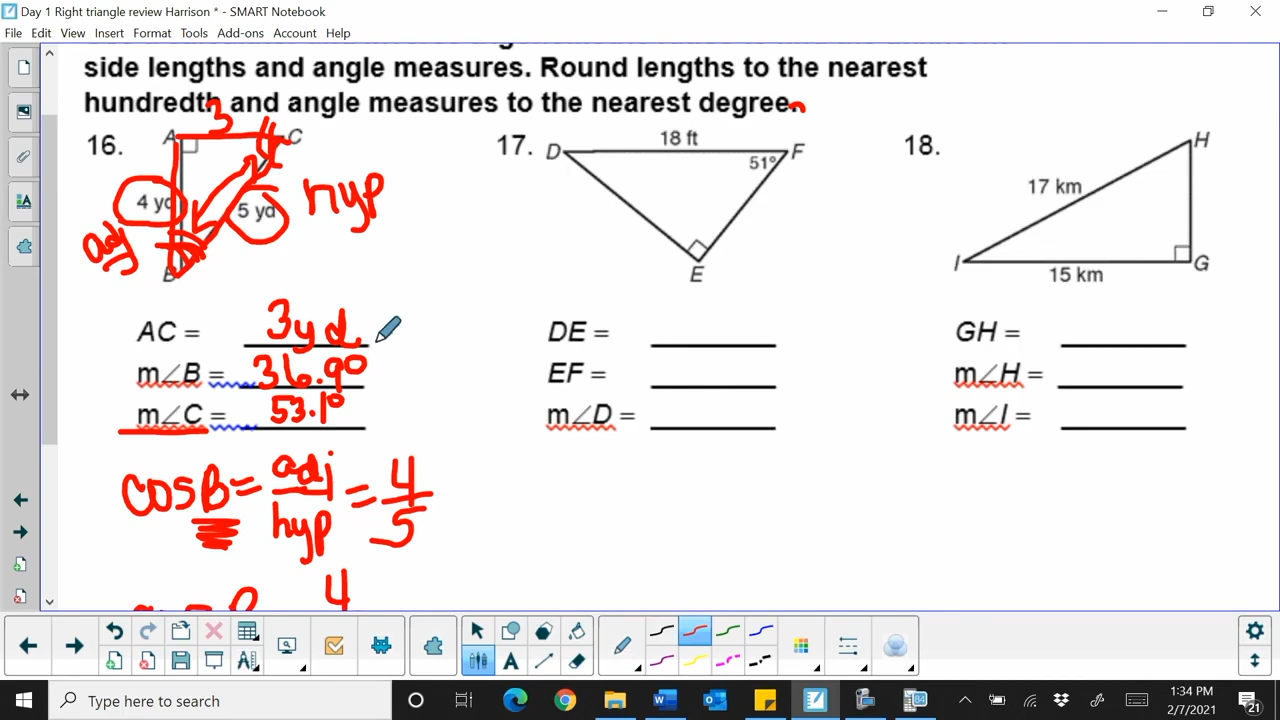 Day 1 Right triangle review Harrison * - SMART Notebook
File Edit View Insert Format Tools Add-ons Account Help
side lengths and angle measures. Round lengths to the nearest
hundredth and angle measures to the nearest degree.
16. A 3 C
4 yd 5 yd hyp
adj
B
AC = 3yd
m∠B = 36.9°
m∠C = 53.1°
cos B = adj/hyp = 4/5
4
17. D 18 ft F
51°
E
DE =
EF =
m∠D =
18. H
17 km
I G
15 km
GH =
m∠H =
m∠I =
Type here to search
84
1:34 PM
2/7/2021
21